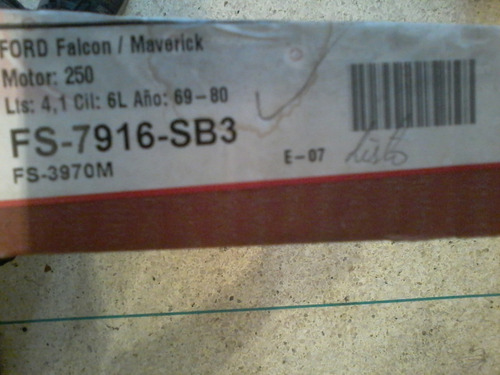 FORD Falcon / Maverick
Motor: 250
Lts: 4,1 Cil: 6L Año: 69-80
FS-7916-SB3
FS-3970M
E-07 Listo